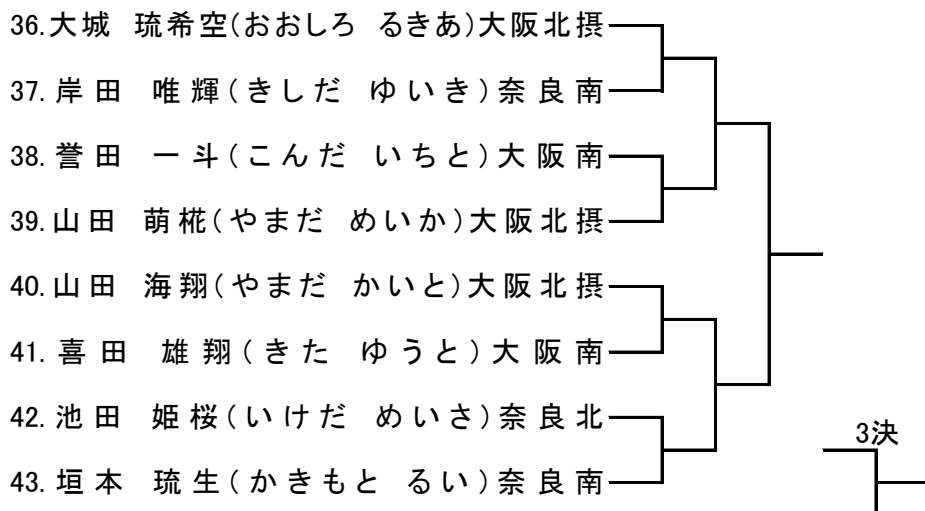 36.大城 琉希空(おおしろ るきあ)大阪北摂
37.岸田 唯輝(きしだ ゆいき)奈良南
38.誉田 一斗(こんだ いちと)大阪南
39.山田 萌椛(やまだ めいか)大阪北摂
40.山田 海翔(やまだ かいと)大阪北摂
41.喜田 雄翔(きた ゆうと)大阪南
42.池田 姫桜(いけだ めいさ)奈良北
3決
43.垣本 琉生(かきもと るい)奈良南